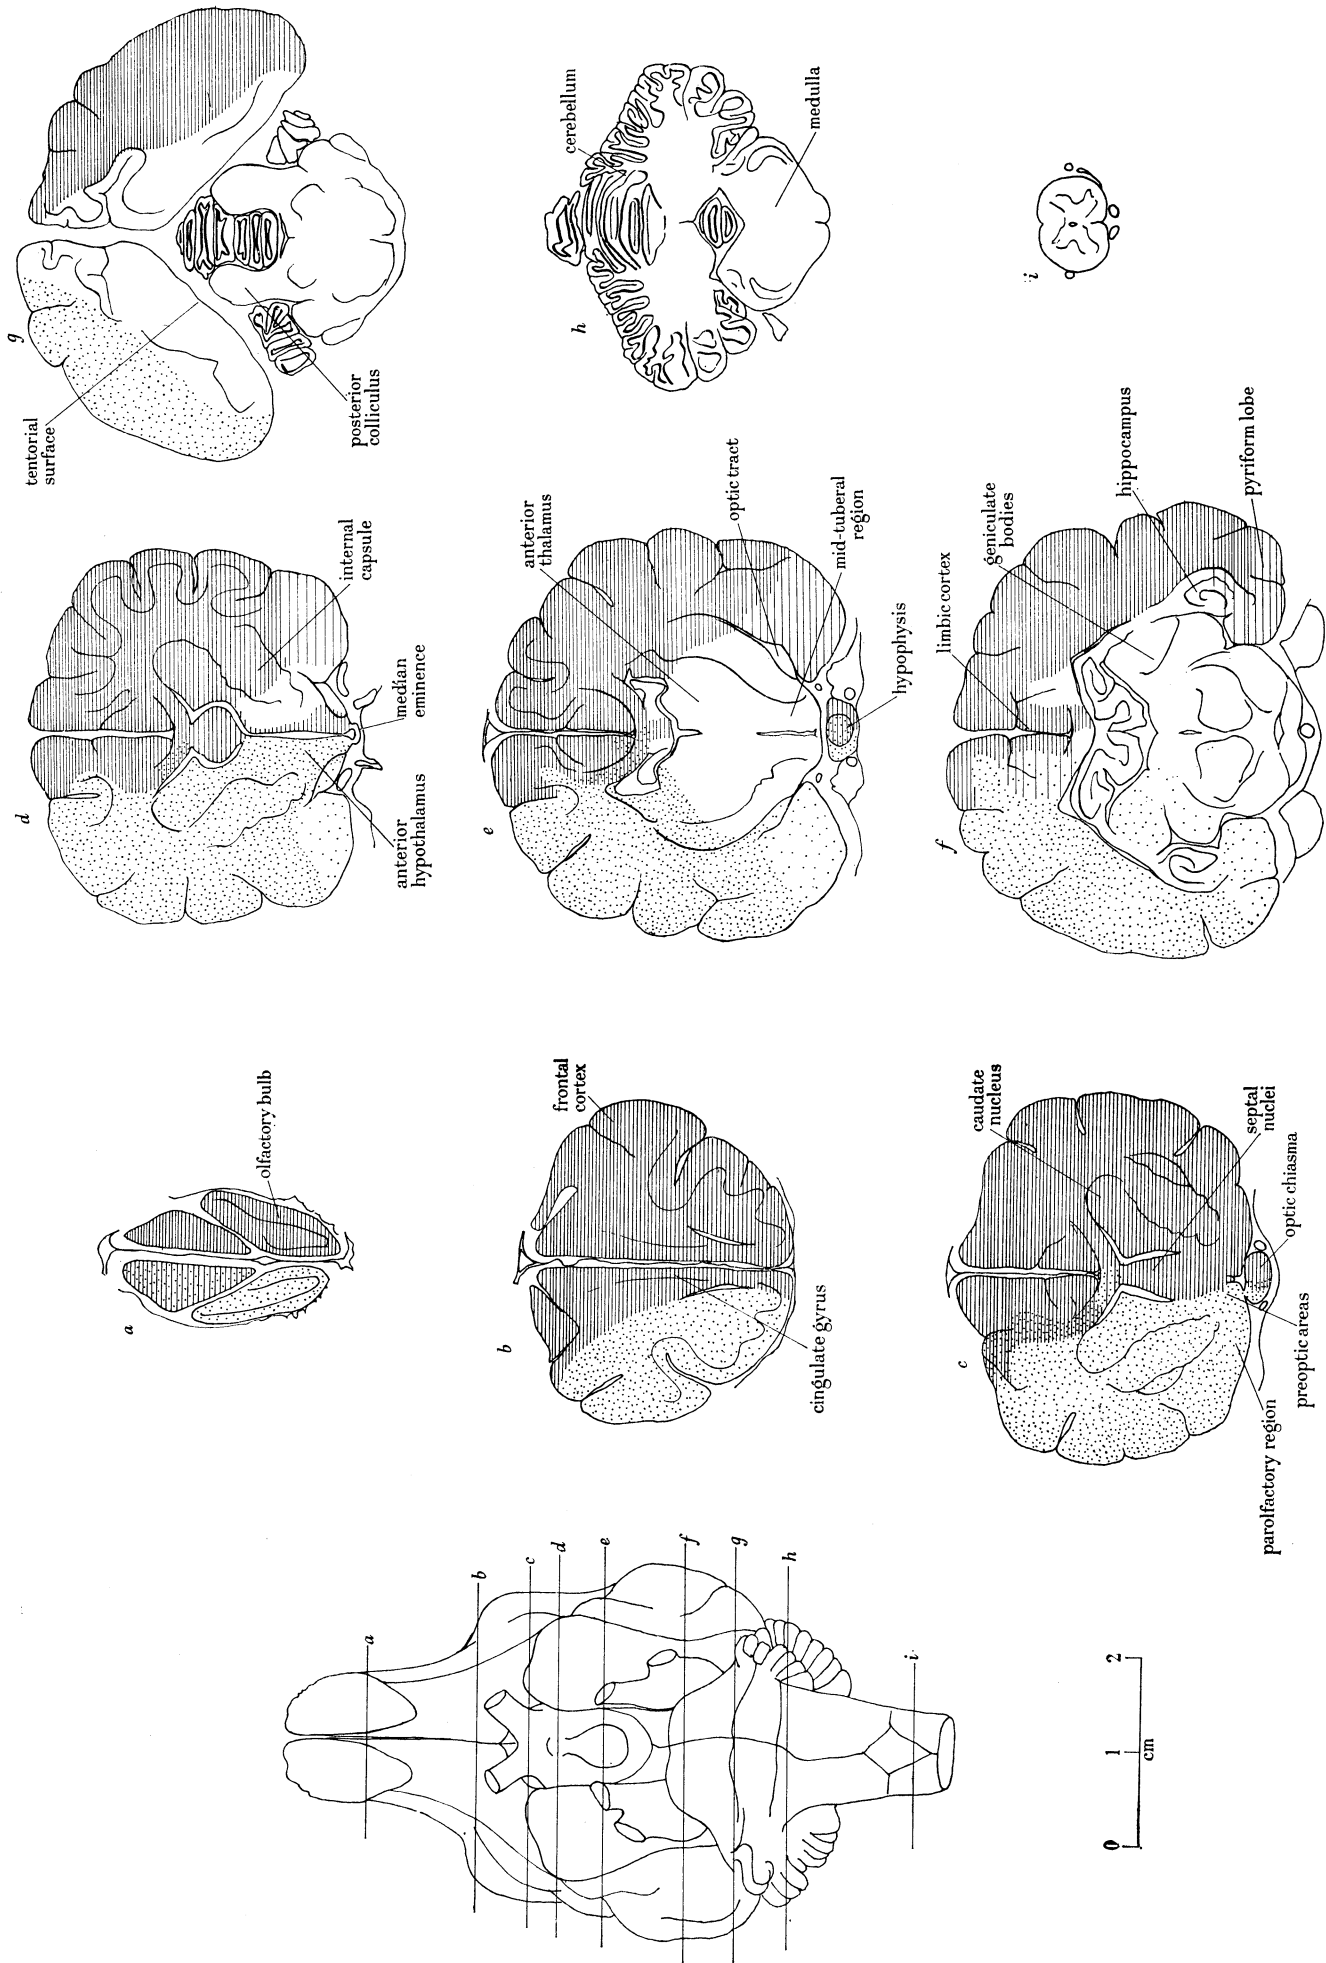 a
olfactory bulb
b
frontal
cortex
cingulate gyrus
c
caudate
nucleus
septal
nuclei
optic chiasma
preoptic areas
parolfactory region
d
internal
capsule
median
eminence
anterior
hypothalamus
e
anterior
thalamus
optic tract
mid-tuberal
region
hypophysis
f
limbic cortex
geniculate
bodies
hippocampus
pyriform lobe
g
tentorial
surface
posterior
colliculus
h
cerebellum
medulla
i
a
b
c
d
e
f
g
h
i
0 1 2
cm